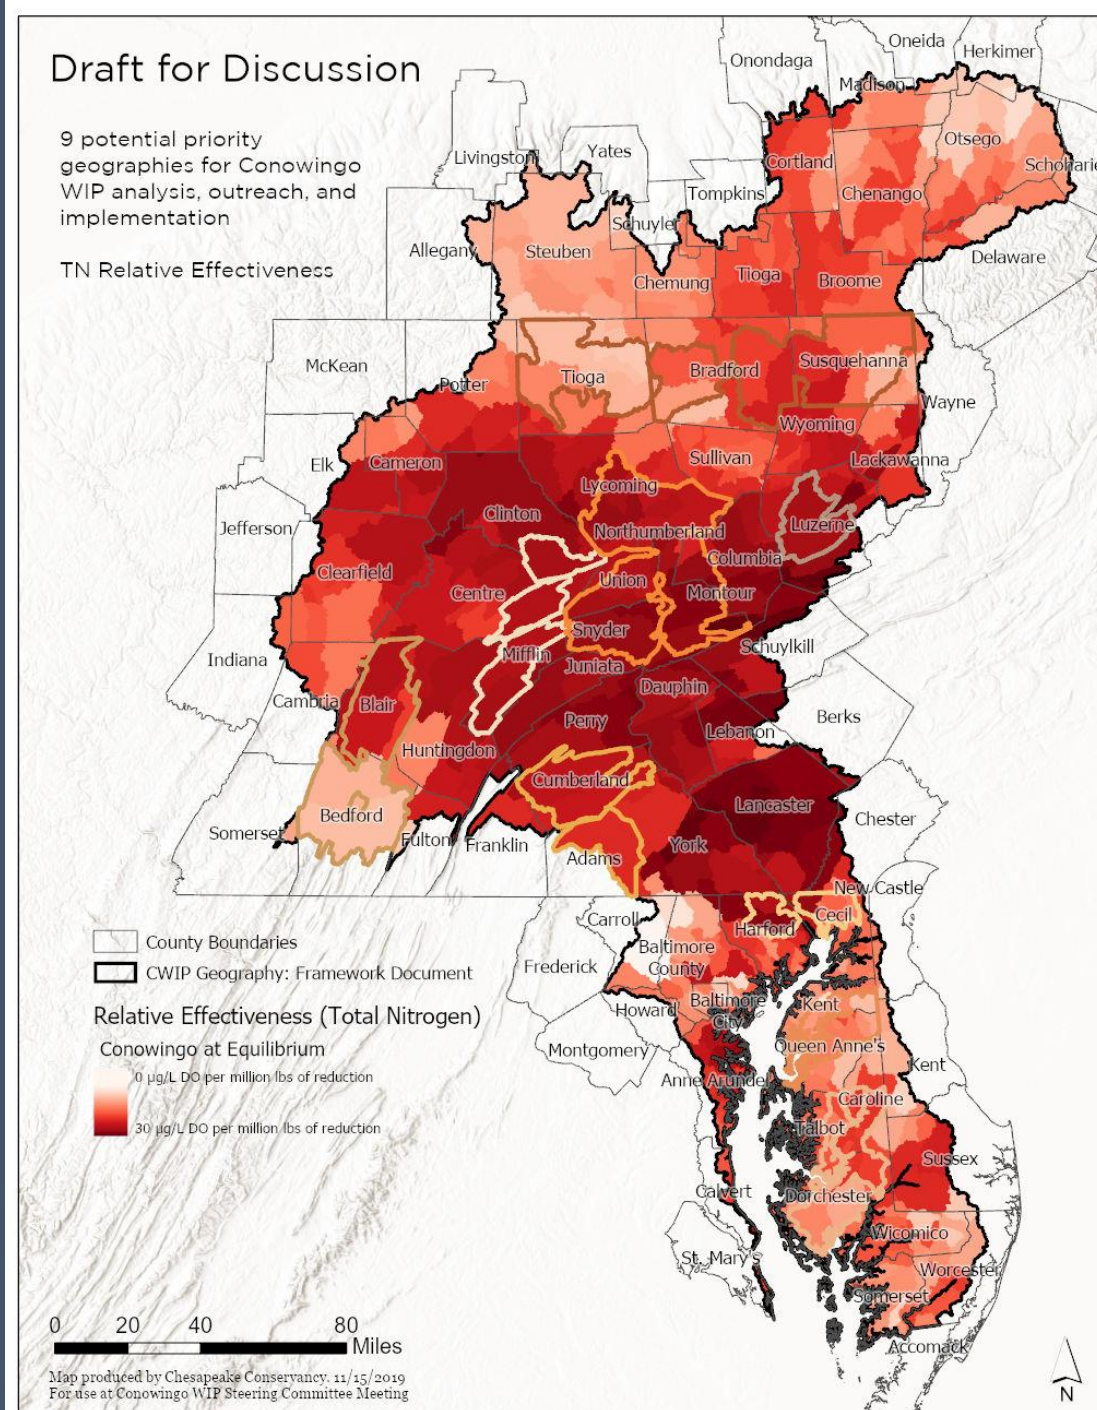 Draft for Discussion
9 potential priority
geographies for Conowingo
WIP analysis, outreach, and
implementation
TN Relative Effectiveness
Oneida
Herkimer
Onondaga
Madison
Otsego
Livingston
Yates
Cortland
Schoharie
Tompkins
Chenango
Schuyler
Allegany
Steuben
Delaware
Chemung
Tioga
Broome
McKean
Potter
Tioga
Bradford
Susquehanna
Wayne
Wyoming
Elk
Cameron
Sullivan
Lackawanna
Lycoming
Clinton
Jefferson
Northumberland
Luzerne
Columbia
Clearfield
Centre
Union
Montour
Snyder
Schuylkill
Indiana
Mifflin
Juniata
Dauphin
Cambria
Blair
Perry
Berks
Lebanon
Huntingdon
Cumberland
Lancaster
Bedford
Chester
Somerset
Fulton
Franklin
Adams
York
New Castle
Carroll
Harford
Cecil
Baltimore
County
Frederick
Howard
Baltimore
City
Kent
Montgomery
Queen Anne's
Kent
Anne Arundel
Caroline
Talbot
Sussex
Calvert
Dorchester
Wicomico
St. Mary's
Worcester
Somerset
Accomack
County Boundaries
CWIP Geography: Framework Document
Relative Effectiveness (Total Nitrogen)
Conowingo at Equilibrium
0 µg/L DO per million lbs of reduction
30 µg/L DO per million lbs of reduction
0 20 40 80
Miles
Map produced by Chesapeake Conservancy. 11/15/2019
For use at Conowingo WIP Steering Committee Meeting
N